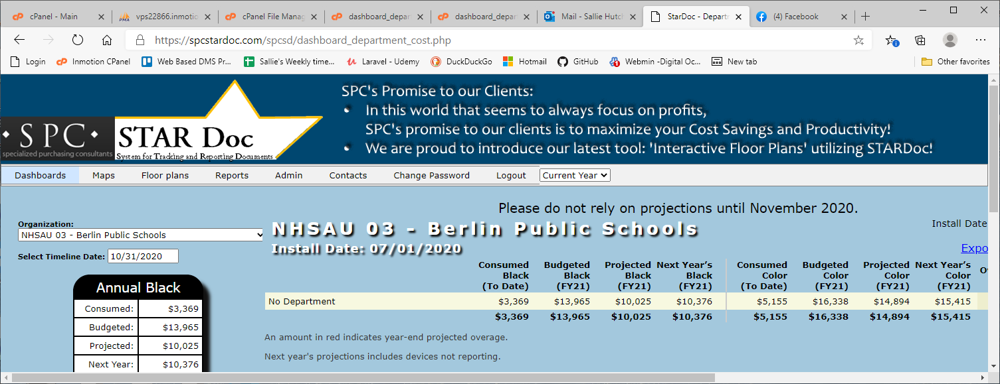 cPanel - Main
vps22866.inmotio
cPanel File Manag
dashboard_depar
dashboard_depar
Mail - Sallie Hutch
StarDoc - Departm
(4) Facebook
https://spcstardoc.com/spcsd/dashboard_department_cost.php
Login
Inmotion CPanel
Web Based DMS Pr...
Sallie's Weekly time...
Laravel - Udemy
DuckDuckGo
Hotmail
GitHub
Webmin -Digital Oc...
New tab
Other favorites
SPC
specialized purchasing consultants
STAR Doc
System for Tracking and Reporting Documents
SPC's Promise to our Clients:
• In this world that seems to always focus on profits,
SPC's promise to our clients is to maximize your Cost Savings and Productivity!
• We are proud to introduce our latest tool: 'Interactive Floor Plans' utilizing STARDoc!
Dashboards Maps Floor plans Reports Admin Contacts Change Password Logout Current Year
Please do not rely on projections until November 2020.
Organization:
NHSAU 03 - Berlin Public Schools
Select Timeline Date: 10/31/2020
Annual Black
Consumed: $3,369
Budgeted: $13,965
Projected: $10,025
Next Year: $10,376
NHSAU 03 - Berlin Public Schools
Install Date: 07/01/2020
Install Date
Expo
Consumed Budgeted Projected Next Year's Consumed Budgeted Projected Next Year's
Black Black Black Black Color Color Color Color O
(To Date) (FY21) (FY21) (FY21) (To Date) (FY21) (FY21) (FY21)
No Department $3,369 $13,965 $10,025 $10,376 $5,155 $16,338 $14,894 $15,415
$3,369 $13,965 $10,025 $10,376 $5,155 $16,338 $14,894 $15,415
An amount in red indicates year-end projected overage.
Next year's projections includes devices not reporting.